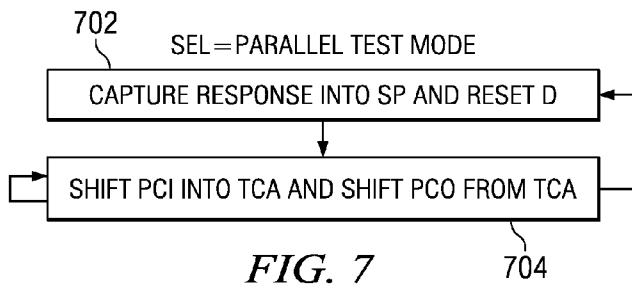 702
SEL=PARALLEL TEST MODE
CAPTURE RESPONSE INTO SP AND RESET D
SHIFT PCI INTO TCA AND SHIFT PCO FROM TCA
FIG. 7
704